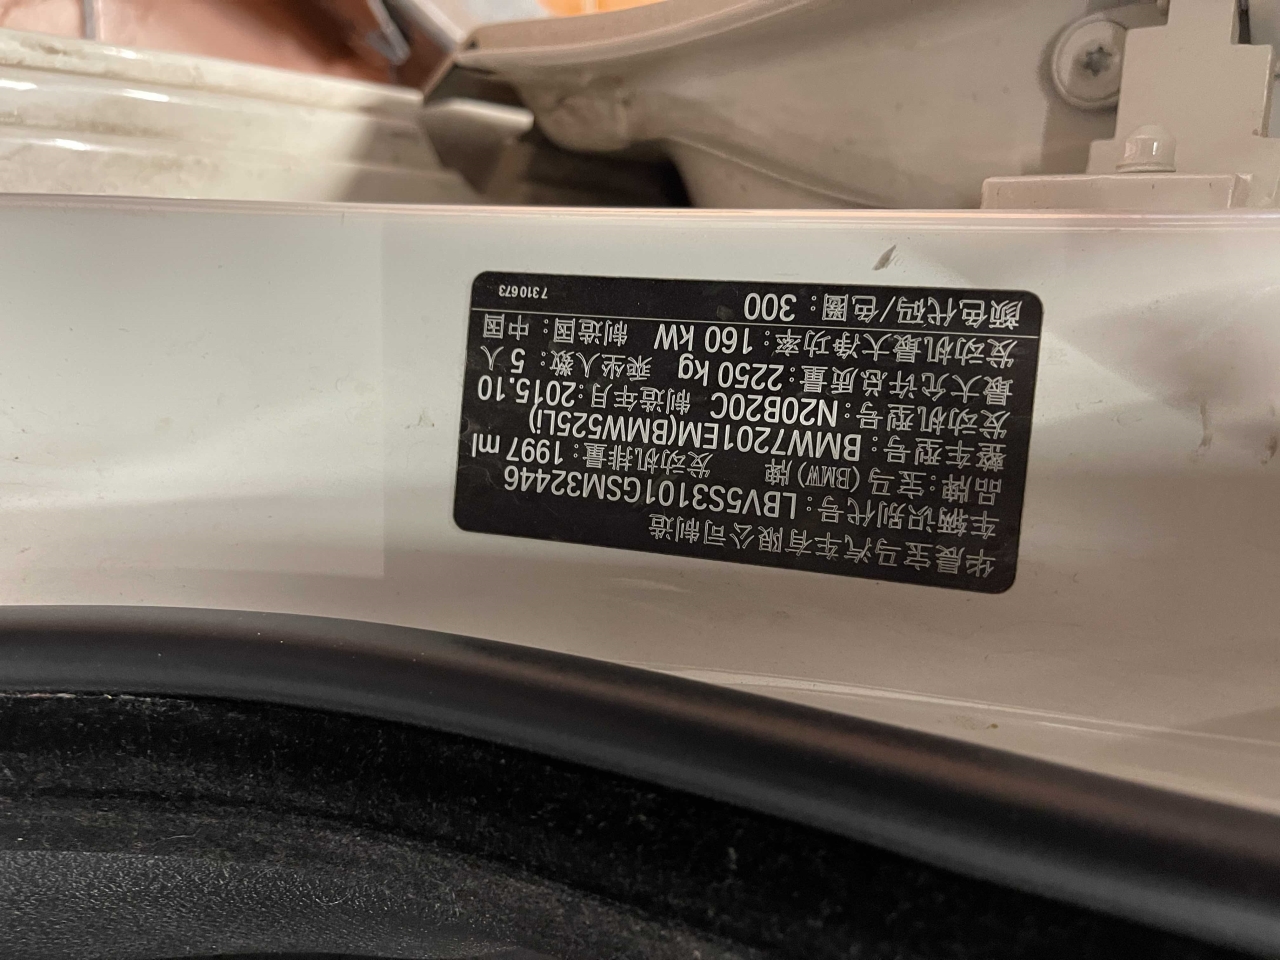 华晨宝马汽车有限公司制造
车辆识别代号：LBV5S3101GSM32446
品牌：宝马（BMW）牌 发动机排量：1997 ml
整车型号：BMW7201EM(BMW525Li)
发动机型号：N20B20C 制造年月：2015.10
最大允许总质量：2250 kg 乘坐人数：5 人
发动机最大净功率：160 kW 制造国：中国
颜色代码/色圈：300 7 310 673